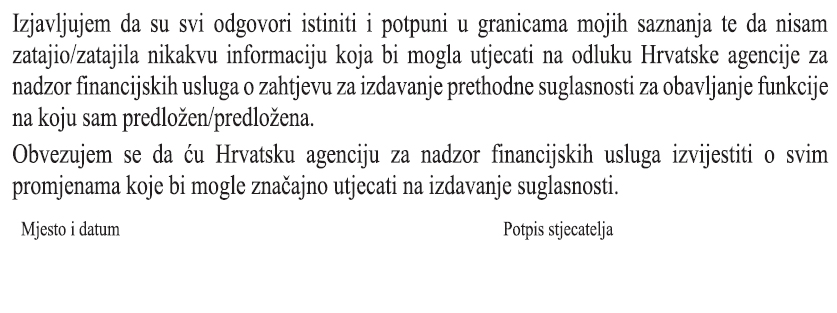 Izjavljujem da su svi odgovori istiniti i potpuni u granicama mojih saznanja te da nisam
zatajio/zatajila nikakvu informaciju koja bi mogla utjecati na odluku Hrvatske agencije za
nadzor financijskih usluga o zahtjevu za izdavanje prethodne suglasnosti za obavljanje funkcije
na koju sam predložen/predložena.
Obvezujem se da ću Hrvatsku agenciju za nadzor financijskih usluga izvijestiti o svim
promjenama koje bi mogle značajno utjecati na izdavanje suglasnosti.
Mjesto i datum Potpis stjecatelja